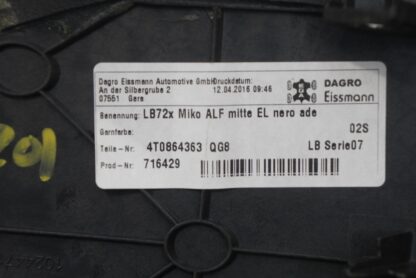 Dagro Eissmann Automotive GmbH Druckdatum:
An der Silbergrube 2 12.04.2016 09:46
07551 Gera
DAGRO
Eissmann
Benennung: LB72x Miko ALF mitte EL nero ade
Garnfarbe: 02S
Teile-Nr: 4T0864363 QG8 LB Serie07
Prod-Nr: 716429